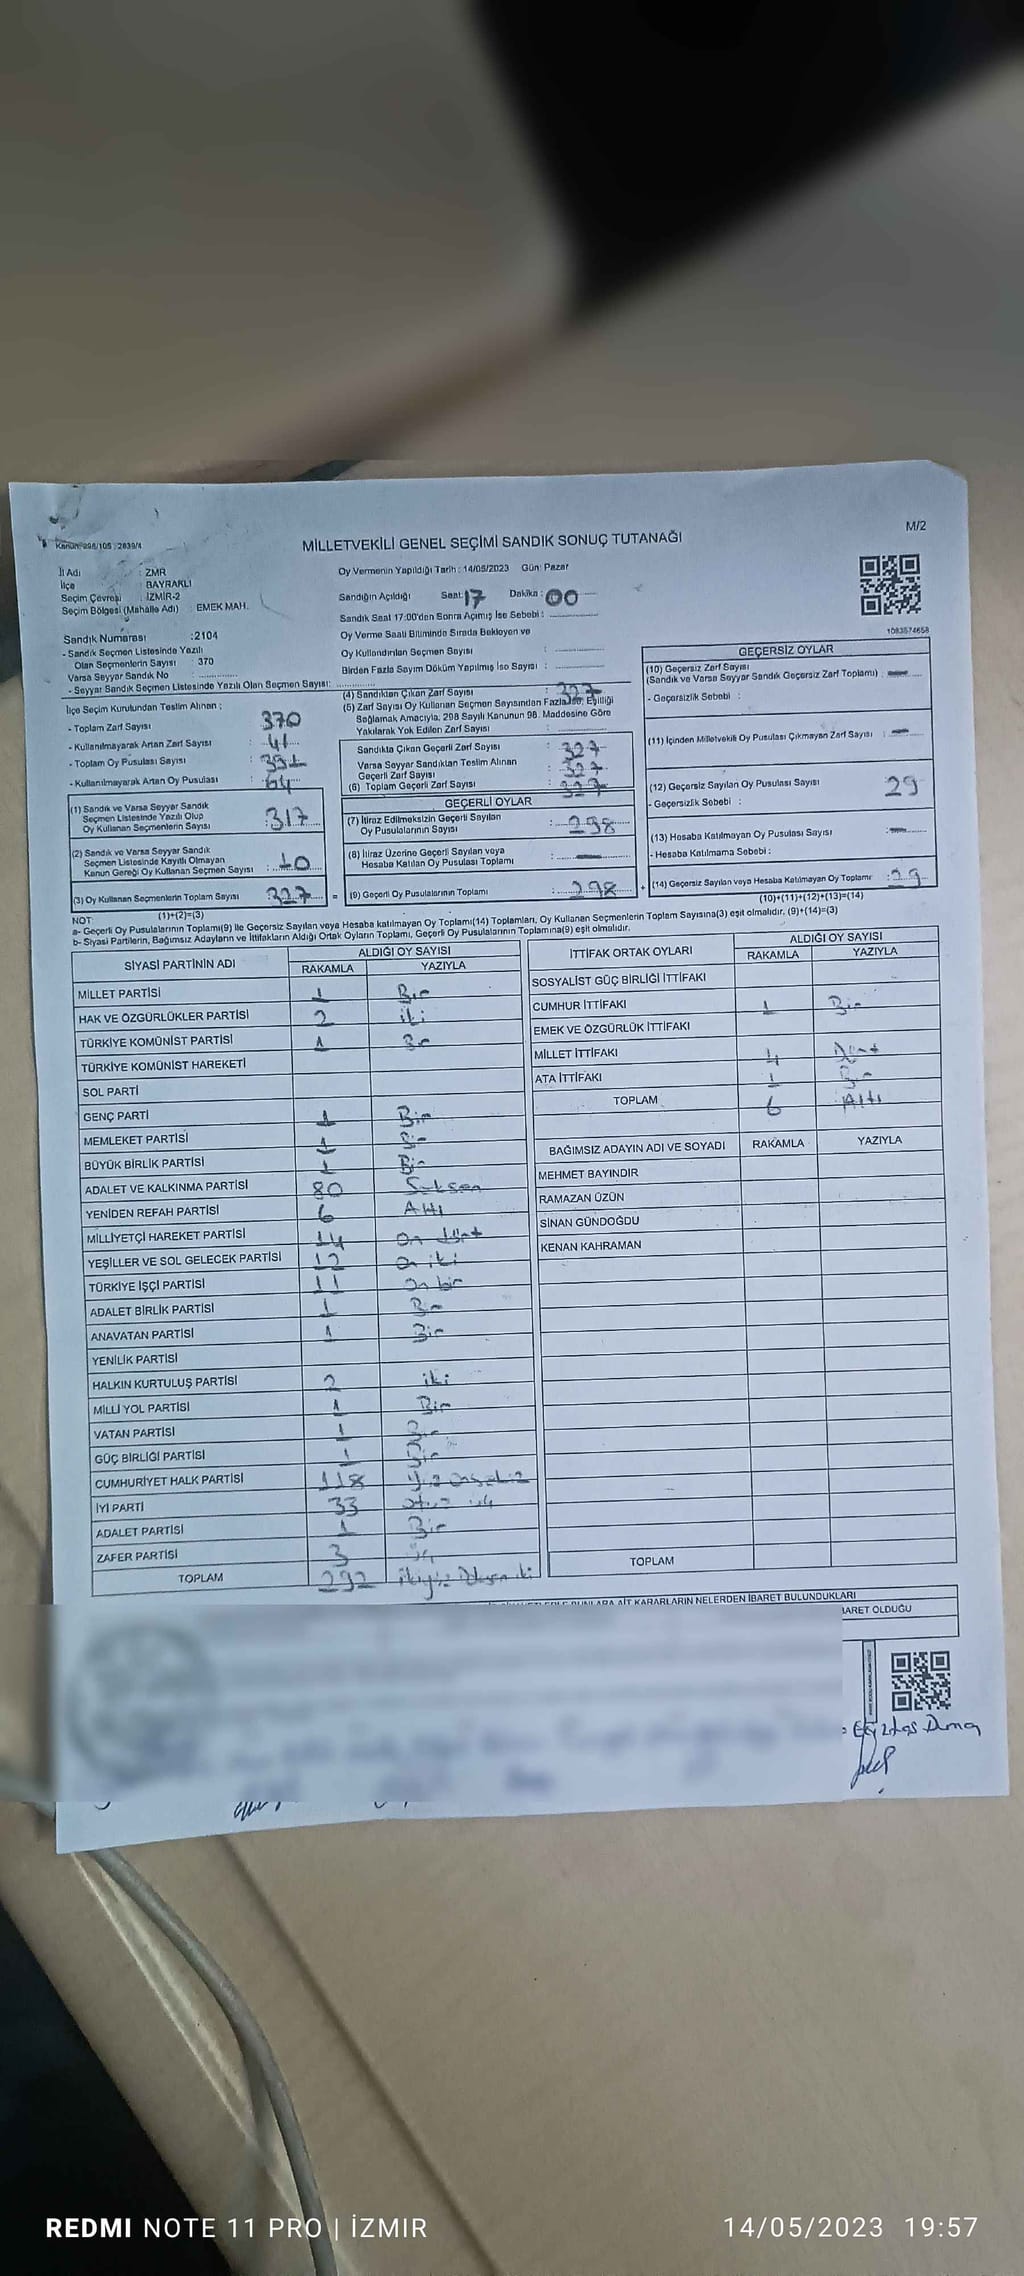 M/2
Kanun: 298/105 , 2839/4
MİLLETVEKİLİ GENEL SEÇİMİ SANDIK SONUÇ TUTANAĞI
İl Adı : ZMR
İlçe : BAYRAKLI
Seçim Çevresi : İZMİR-2
Seçim Bölgesi (Mahalle Adı) : EMEK MAH.
Oy Vermenin Yapıldığı Tarih : 14/05/2023 Gün: Pazar
Sandığın Açıldığı Saat: 17 Dakika : 00
Sandık Saat 17:00'den Sonra Açımış İse Sebebi :
Oy Verme Saati Bitiminde Sırada Bekleyen ve
Oy Kullandırılan Seçmen Sayısı :
Birden Fazla Sayım Döküm Yapılmış İse Sayısı :
1083574658
Sandık Numarası :2104
- Sandık Seçmen Listesinde Yazılı
Olan Seçmenlerin Sayısı : 370
Varsa Seyyar Sandık No :
- Seyyar Sandık Seçmen Listesinde Yazılı Olan Seçmen Sayısı:
İlçe Seçim Kurulundan Teslim Alınan ;
- Toplam Zarf Sayısı : 370
- Kullanılmayarak Artan Zarf Sayısı : 41
- Toplam Oy Pusulası Sayısı :
- Kullanılmayarak Artan Oy Pusulası : 64
(1) Sandık ve Varsa Seyyar Sandık
Seçmen Listesinde Yazılı Olup
Oy Kullanan Seçmenlerin Sayısı : 317
(2) Sandık ve Varsa Seyyar Sandık
Seçmen Listesinde Kayıtlı Olmayan
Kanun Gereği Oy Kullanan Seçmen Sayısı : 10
(3) Oy Kullanan Seçmenlerin Toplam Sayısı : 327
(1)+(2)=(3)
(4) Sandıktan Çıkan Zarf Sayısı : 327
(5) Zarf Sayısı Oy Kullanan Seçmen Sayısından Fazla İse, Eşitliği
Sağlamak Amacıyla; 298 Sayılı Kanunun 98. Maddesine Göre
Yakılarak Yok Edilen Zarf Sayısı :
Sandıkta Çıkan Geçerli Zarf Sayısı : 327
Varsa Seyyar Sandıktan Teslim Alınan
Geçerli Zarf Sayısı : 327
(6) Toplam Geçerli Zarf Sayısı : 327
GEÇERLİ OYLAR
(7) İtiraz Edilmeksizin Geçerli Sayılan
Oy Pusulalarının Sayısı : 298
(8) İtiraz Üzerine Geçerli Sayılan veya
Hesaba Katılan Oy Pusulası Toplamı : —
(9) Geçerli Oy Pusulalarının Toplamı : 298
GEÇERSİZ OYLAR
(10) Geçersiz Zarf Sayısı
(Sandık ve Varsa Seyyar Sandık Geçersiz Zarf Toplamı) : —
- Geçersizlik Sebebi :
(11) İçinden Milletvekili Oy Pusulası Çıkmayan Zarf Sayısı : —
(12) Geçersiz Sayılan Oy Pusulası Sayısı 29
- Geçersizlik Sebebi :
(13) Hesaba Katılmayan Oy Pusulası Sayısı : —
- Hesaba Katılmama Sebebi :
(14) Geçersiz Sayılan veya Hesaba Katılmayan Oy Toplamı : 29
(10)+(11)+(12)+(13)=(14)
NOT:
a- Geçerli Oy Pusulalarının Toplamı(9) ile Geçersiz Sayılan veya Hesaba katılmayan Oy Toplamı(14) Toplamları, Oy Kullanan Seçmenlerin Toplam Sayısına(3) eşit olmalıdır. (9)+(14)=(3)
b- Siyasi Partilerin, Bağımsız Adayların ve İttifakların Aldığı Ortak Oyların Toplamı, Geçerli Oy Pusulalarının Toplamına(9) eşit olmalıdır.
SİYASİ PARTİNİN ADI ALDIĞI OY SAYISI
RAKAMLA YAZIYLA
MİLLET PARTİSİ 1 Bir
HAK VE ÖZGÜRLÜKLER PARTİSİ 2 iki
TÜRKİYE KOMÜNİST PARTİSİ 1 Bir
TÜRKİYE KOMÜNİST HAREKETİ
SOL PARTİ
GENÇ PARTİ 1 Bir
MEMLEKET PARTİSİ 1 Bir
BÜYÜK BİRLİK PARTİSİ 1 Bir
ADALET VE KALKINMA PARTİSİ 80 Seksen
YENİDEN REFAH PARTİSİ 6 Altı
MİLLİYETÇİ HAREKET PARTİSİ 14 on dört
YEŞİLLER VE SOL GELECEK PARTİSİ 12 on iki
TÜRKİYE İŞÇİ PARTİSİ 11 on bir
ADALET BİRLİK PARTİSİ 1 Bir
ANAVATAN PARTİSİ 1 Bir
YENİLİK PARTİSİ
HALKIN KURTULUŞ PARTİSİ 2 iki
MİLLİ YOL PARTİSİ 1 Bir
VATAN PARTİSİ 1 Bir
GÜÇ BİRLİĞİ PARTİSİ 1 Bir
CUMHURİYET HALK PARTİSİ 118 Yüz onsekiz
İYİ PARTİ 33 otuz üç
ADALET PARTİSİ 1 Bir
ZAFER PARTİSİ 3 üç
TOPLAM 292 ikiyüz Doksan iki
İTTİFAK ORTAK OYLARI ALDIĞI OY SAYISI
RAKAMLA YAZIYLA
SOSYALİST GÜÇ BİRLİĞİ İTTİFAKI
CUMHUR İTTİFAKI 1 Bir
EMEK VE ÖZGÜRLÜK İTTİFAKI
MİLLET İTTİFAKI 4 Dört
ATA İTTİFAKI 1 Bir
TOPLAM 6 Altı
BAĞIMSIZ ADAYIN ADI VE SOYADI RAKAMLA YAZIYLA
MEHMET BAYINDIR
RAMAZAN ÜZÜN
SİNAN GÜNDOĞDU
KENAN KAHRAMAN
TOPLAM
AİT KARARLARIN NELERDEN İBARET BULUNDUKLARI
İBARET OLDUĞU
REDMI NOTE 11 PRO | İZMIR
14/05/2023 19:57